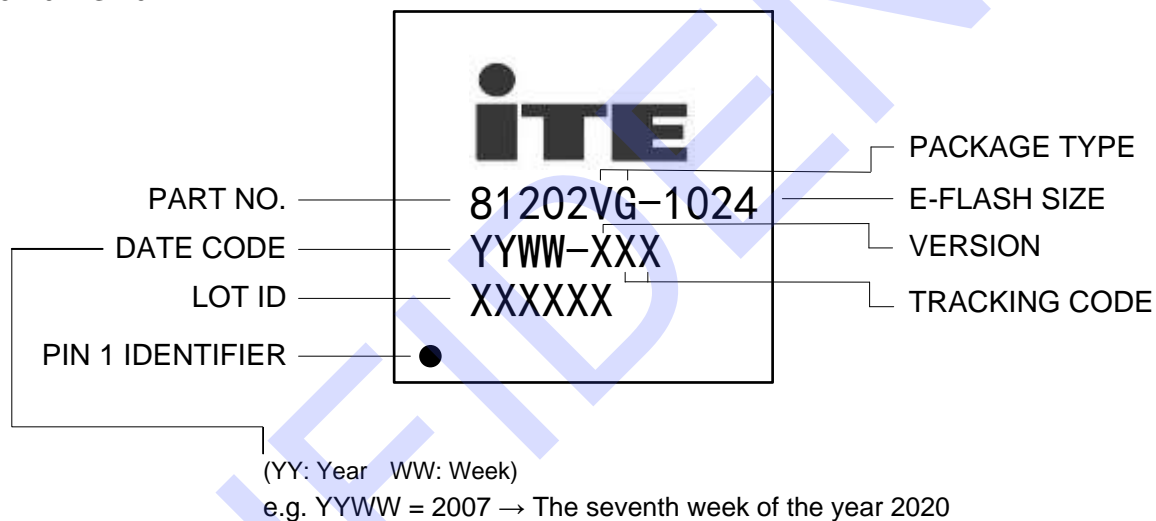 iTE
PACKAGE TYPE
PART NO.
81202VG-1024
E-FLASH SIZE
DATE CODE
YYWW-XXX
VERSION
LOT ID
XXXXXX
TRACKING CODE
PIN 1 IDENTIFIER
(YY: Year WW: Week)
e.g. YYWW = 2007 → The seventh week of the year 2020